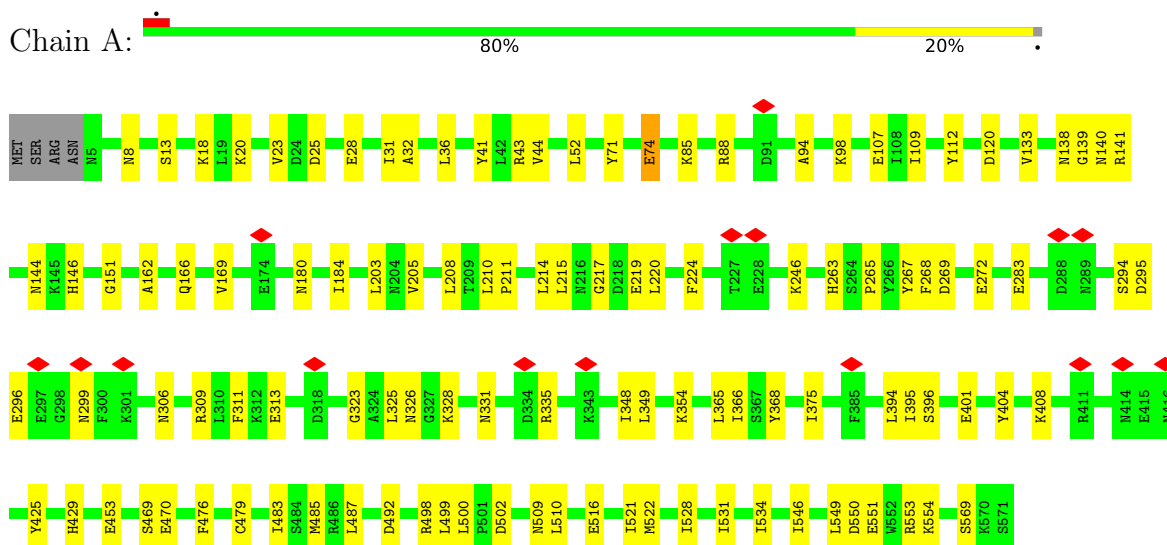 Chain A:
80% 20%
MET SER ARG ASN N5 N8 S13 K18 L19 K20 V23 D24 D25 E28 I31 A32 L36 Y41 L42 R43 V44 L52 Y71 E74 K85 R88 D91 A94 K98 E107 I108 I109 Y112 D120 V133 N138 G139 N140 R141
N144 K145 H146 G151 A162 Q166 V169 E174 N180 I184 L203 N204 V205 L208 T209 L210 P211 L214 L215 N216 G217 D218 E219 L220 F224 T227 E228 K246 H263 S264 P265 Y266 Y267 F268 D269 E272 E283 D288 N289 S294 D295
E296 E297 G298 N299 F300 K301 N306 R309 L310 F311 K312 E313 D318 G323 A324 L325 N326 G327 K328 N331 D334 R335 K343 I348 L349 K354 L365 I366 S367 Y368 I375 F385 L394 I395 S396 E401 Y404 K408 R411 N414 E415 N416
Y425 H429 E453 S469 E470 F476 C479 I483 S484 M485 R486 L487 D492 R498 L499 L500 P501 D502 N509 L510 E516 I521 M522 I528 I531 I534 I546 L549 D550 E551 W552 R553 K554 S569 K570 S571